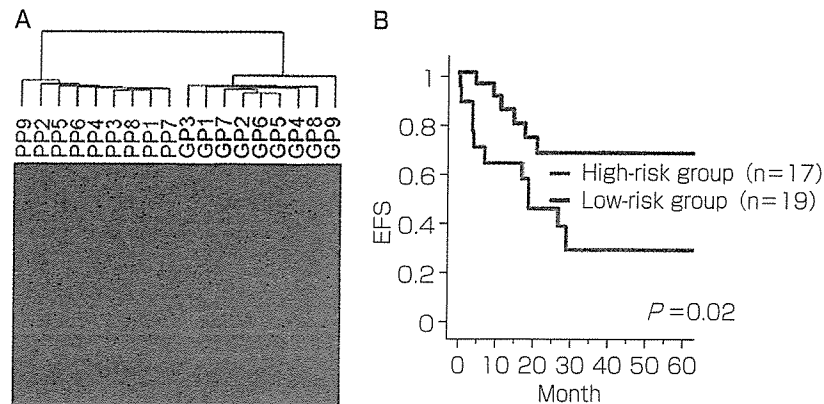 A
PP9
PP2
PP5
PP6
PP4
PP3
PP8
PP1
PP7
GP3
GP1
GP7
GP2
GP6
GP5
GP4
GP8
GP9
B
EFS
1
0.8
0.6
0.4
0.2
0
High-risk group (n=17)
Low-risk group (n=19)
P=0.02
0 10 20 30 40 50 60
Month